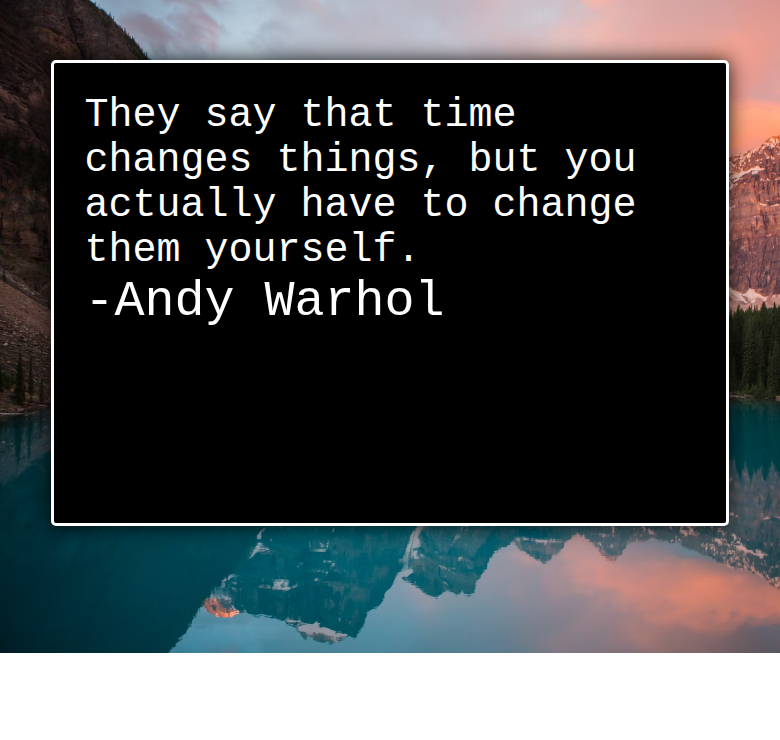 They say that time
changes things, but you
actually have to change
them yourself.
-Andy Warhol